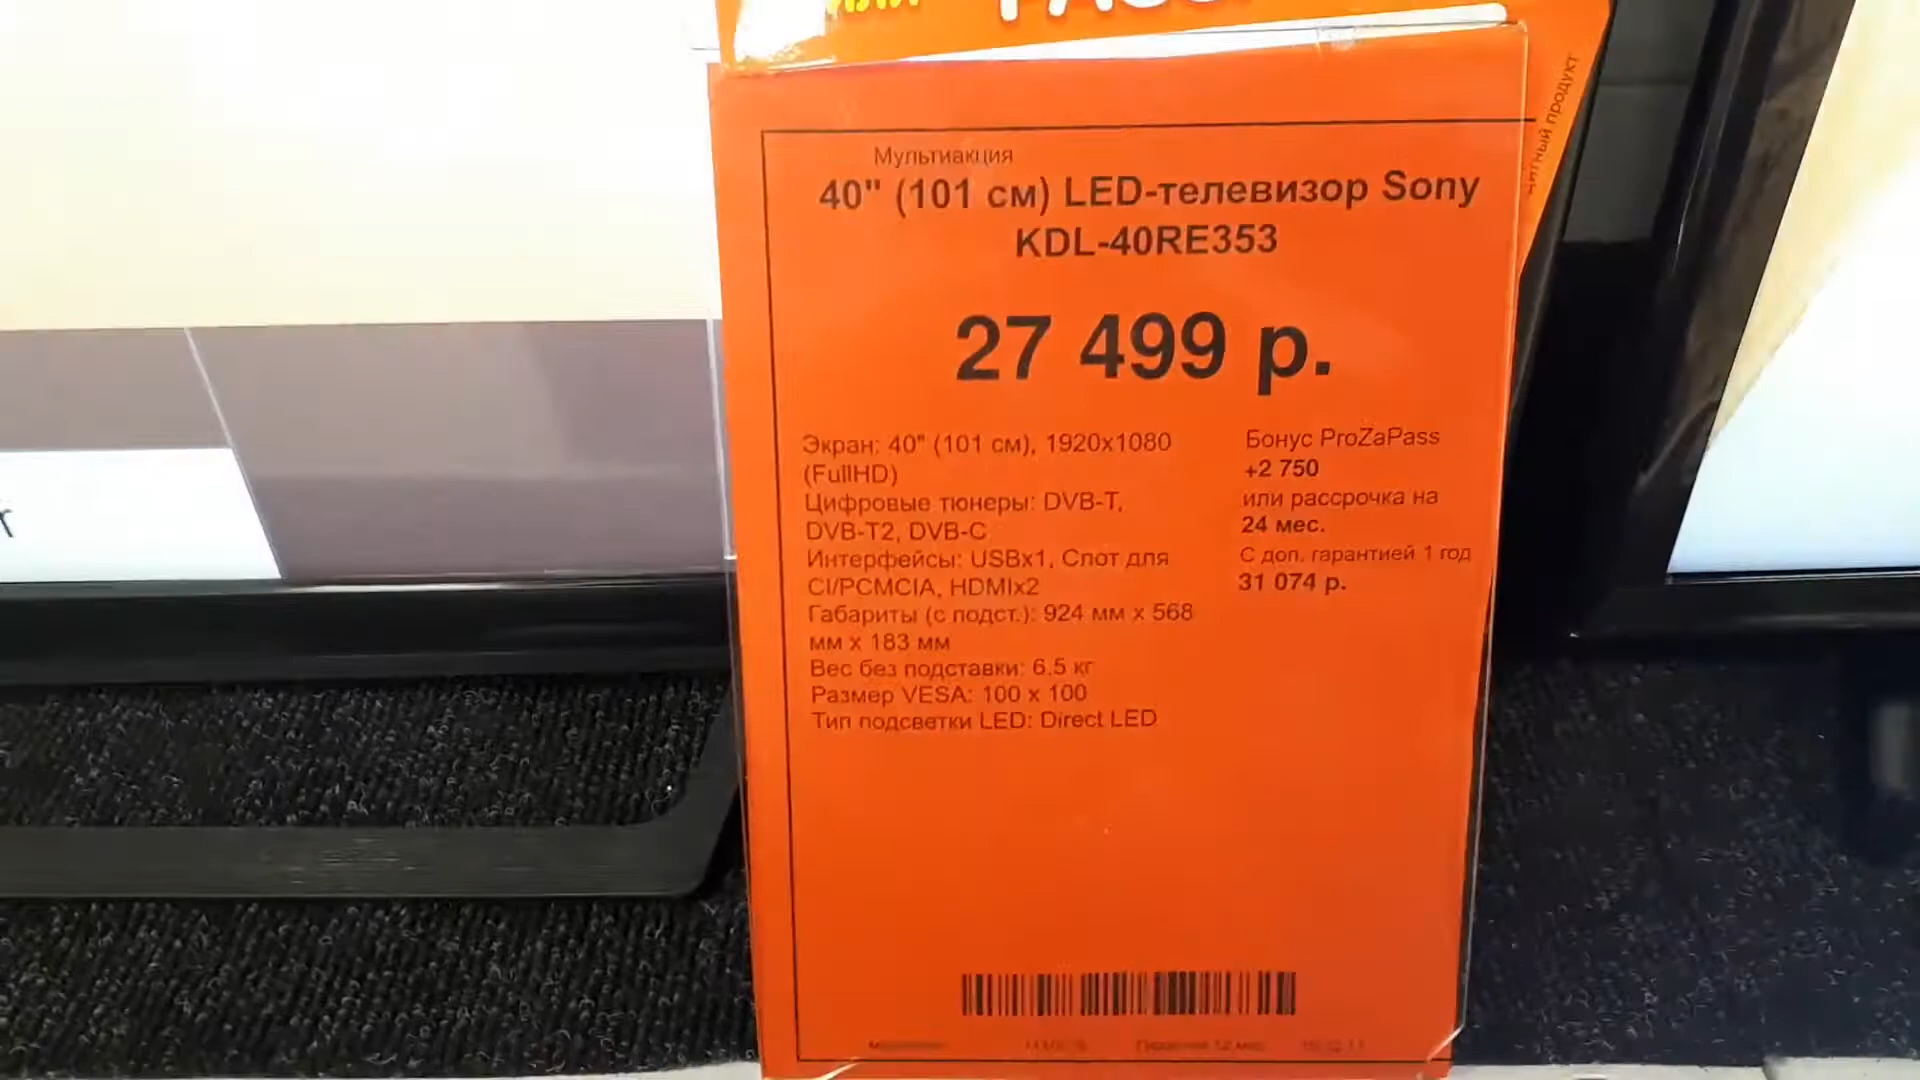 или РАСС
Мультиакция
40" (101 см) LED-телевизор Sony
KDL-40RE353
27 499 р.
Экран: 40" (101 см), 1920x1080
(FullHD)
Цифровые тюнеры: DVB-T,
DVB-T2, DVB-C
Интерфейсы: USBx1, Слот для
CI/PCMCIA, HDMIx2
Габариты (с подст.): 924 мм x 568
мм x 183 мм
Вес без подставки: 6.5 кг
Размер VESA: 100 x 100
Тип подсветки LED: Direct LED
Бонус ProZaPass
+2 750
или рассрочка на
24 мес.
С доп. гарантией 1 год
31 074 р.
продукт